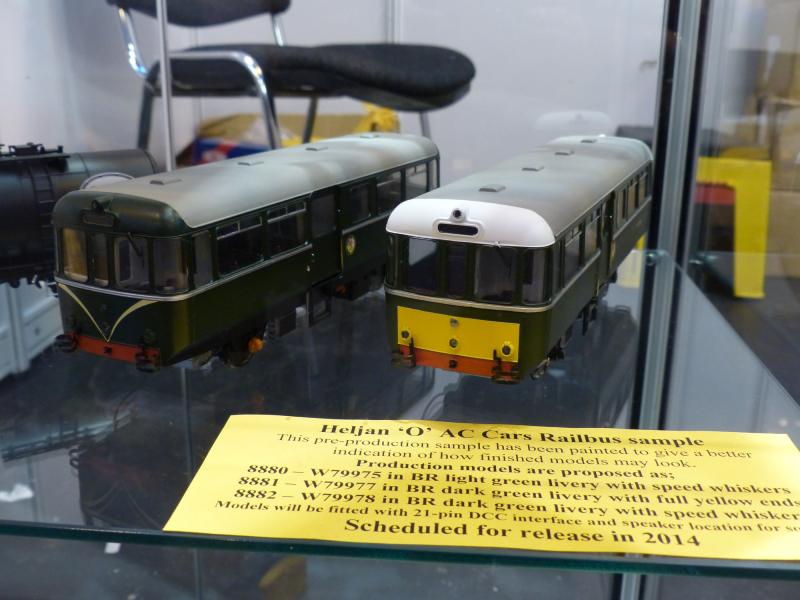 Heljan ‘O’ AC Cars Railbus sample
This pre-production sample has been painted to give a better
indication of how finished models may look.
Production models are proposed as;
8880 – W79975 in BR light green livery with speed whiskers
8881 – W79977 in BR dark green livery with full yellow ends
8882 – W79978 in BR dark green livery with speed whiskers
Models will be fitted with 21-pin DCC interface and speaker location for
Scheduled for release in 2014